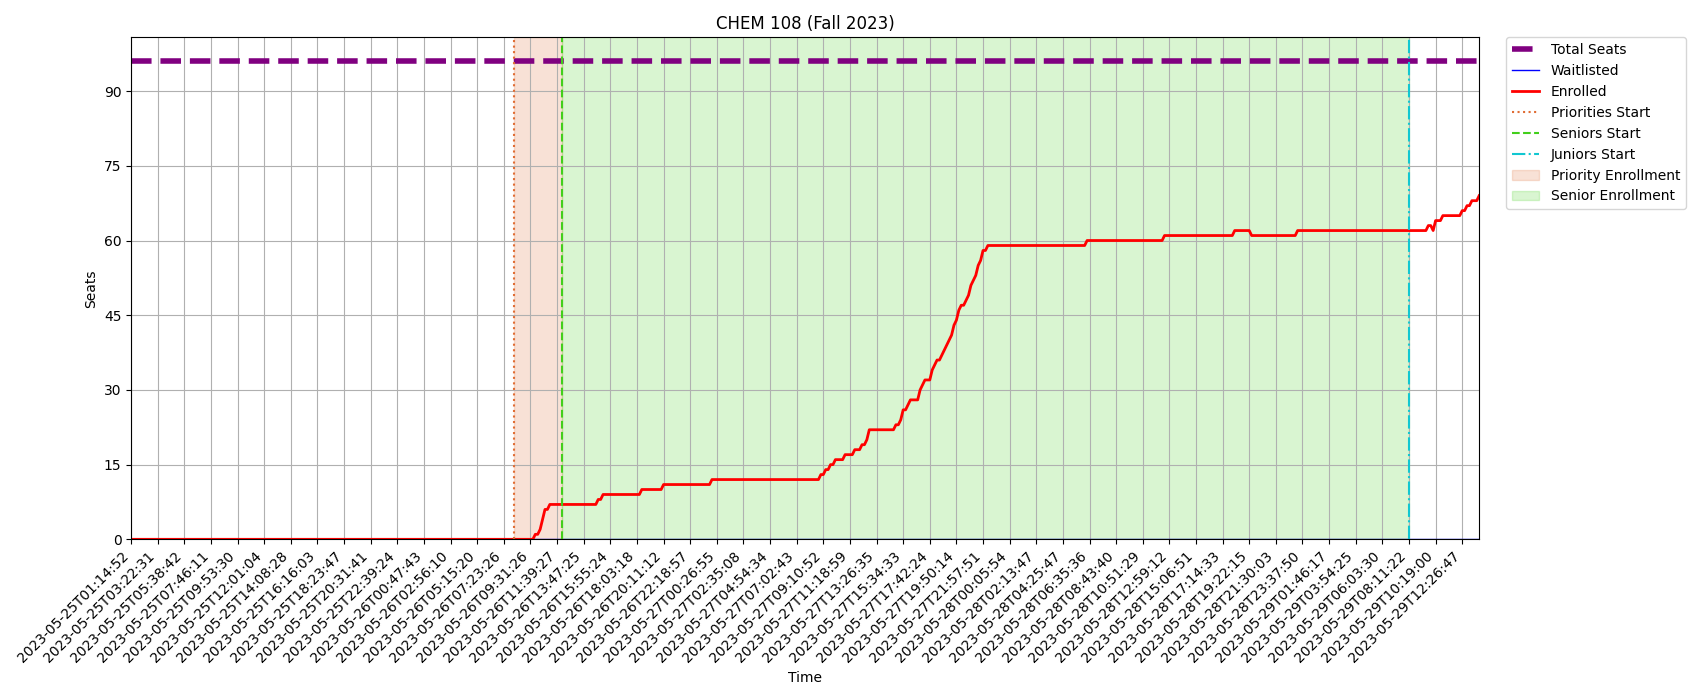 CHEM 108 (Fall 2023)
Total Seats
Waitlisted
Enrolled
Priorities Start
Seniors Start
Juniors Start
Priority Enrollment
Senior Enrollment
Seats
90
75
60
45
30
15
0
2023-05-25T01:14:52
2023-05-25T03:22:31
2023-05-25T05:38:42
2023-05-25T07:46:11
2023-05-25T09:53:30
2023-05-25T12:01:04
2023-05-25T14:08:28
2023-05-25T16:16:03
2023-05-25T18:23:47
2023-05-25T20:31:41
2023-05-25T22:39:24
2023-05-26T00:47:43
2023-05-26T02:56:10
2023-05-26T05:15:20
2023-05-26T07:23:26
2023-05-26T09:31:26
2023-05-26T11:39:27
2023-05-26T13:47:25
2023-05-26T15:55:24
2023-05-26T18:03:18
2023-05-26T20:11:12
2023-05-26T22:18:57
2023-05-27T00:26:55
2023-05-27T02:35:08
2023-05-27T04:54:34
2023-05-27T07:02:43
2023-05-27T09:10:52
2023-05-27T11:18:59
2023-05-27T13:26:35
2023-05-27T15:34:33
2023-05-27T17:42:24
2023-05-27T19:50:14
2023-05-27T21:57:51
2023-05-28T00:05:54
2023-05-28T02:13:47
2023-05-28T04:25:47
2023-05-28T06:35:36
2023-05-28T08:43:40
2023-05-28T10:51:29
2023-05-28T12:59:12
2023-05-28T15:06:51
2023-05-28T17:14:33
2023-05-28T19:22:15
2023-05-28T21:30:03
2023-05-28T23:37:50
2023-05-29T01:46:17
2023-05-29T03:54:25
2023-05-29T06:03:30
2023-05-29T08:11:22
2023-05-29T10:19:00
2023-05-29T12:26:47
Time